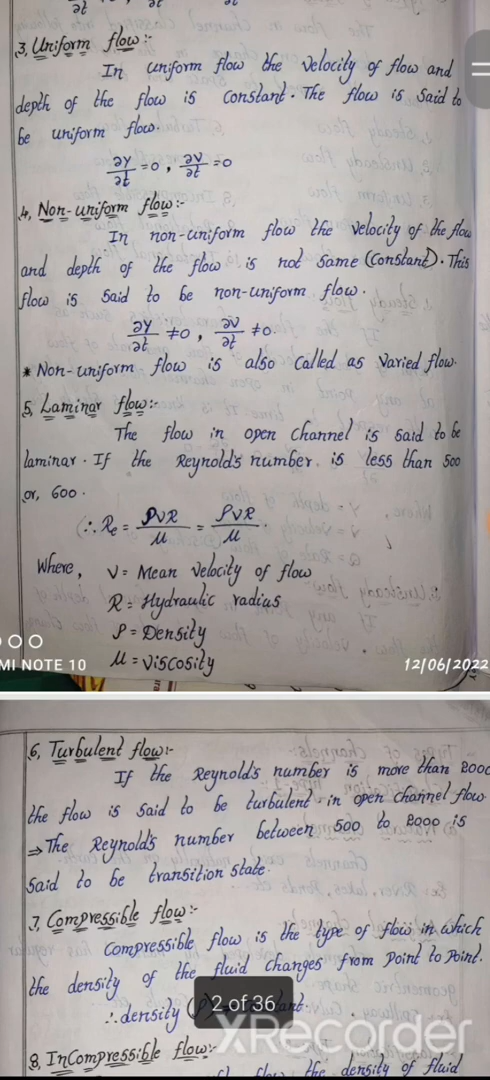 ∂t ∂t
3, Uniform flow:-
In uniform flow the velocity of flow and
depth of the flow is constant. The flow is said to
be uniform flow.
∂y/∂t = 0, ∂v/∂t = 0
4, Non-uniform flow:-
In non-uniform flow the velocity of the flow
and depth of the flow is not same (constant). This
flow is said to be non-uniform flow.
∂y/∂t ≠ 0, ∂v/∂t ≠ 0.
* Non-uniform flow is also called as varied flow.
5, Laminar flow:-
The flow in open channel is said to be
laminar. If the Reynold's number is less than 500
or, 600.
(∴ Re = ρVR/μ = ρVR/μ.
Where, V = Mean velocity of flow
R = Hydraulic radius
ρ = Density
μ = Viscosity
MI NOTE 10
12/06/2022
6, Turbulent flow:-
If the Reynold's number is more than 2000
the flow is said to be turbulent in open channel flow.
⇒ The Reynold's number between 500 to 2000 is
said to be transition state.
7, Compressible flow:-
Compressible flow is the type of flow in which
the density of the fluid changes from point to point.
∴ density (ρ)
2 of 36
XRecorder
8, InCompressible flow:-
flow the density of fluid